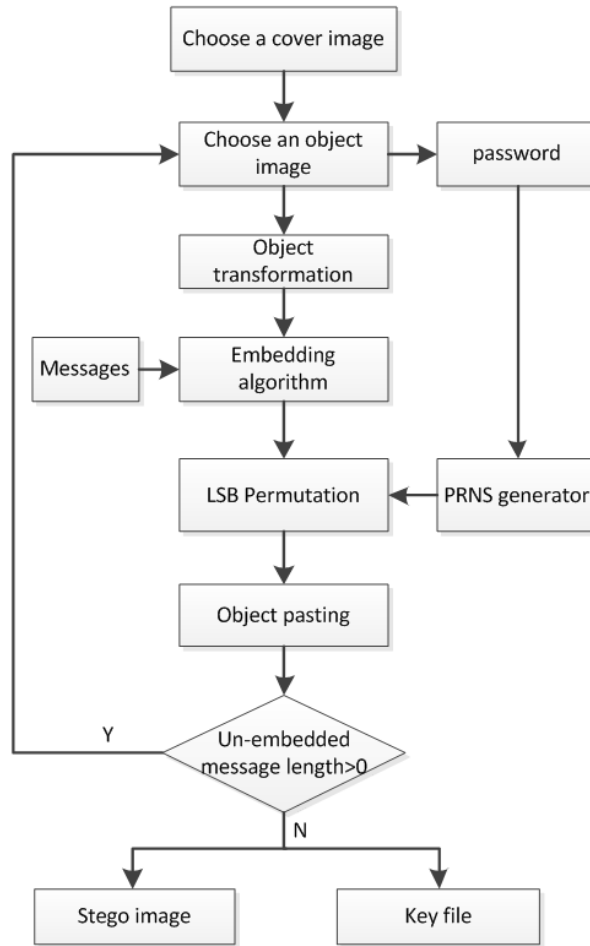 Choose a cover image
Choose an object
image
password
Object
transformation
Messages
Embedding
algorithm
LSB Permutation
PRNS generator
Object pasting
Y
Un-embedded
message length>0
N
Stego image
Key file